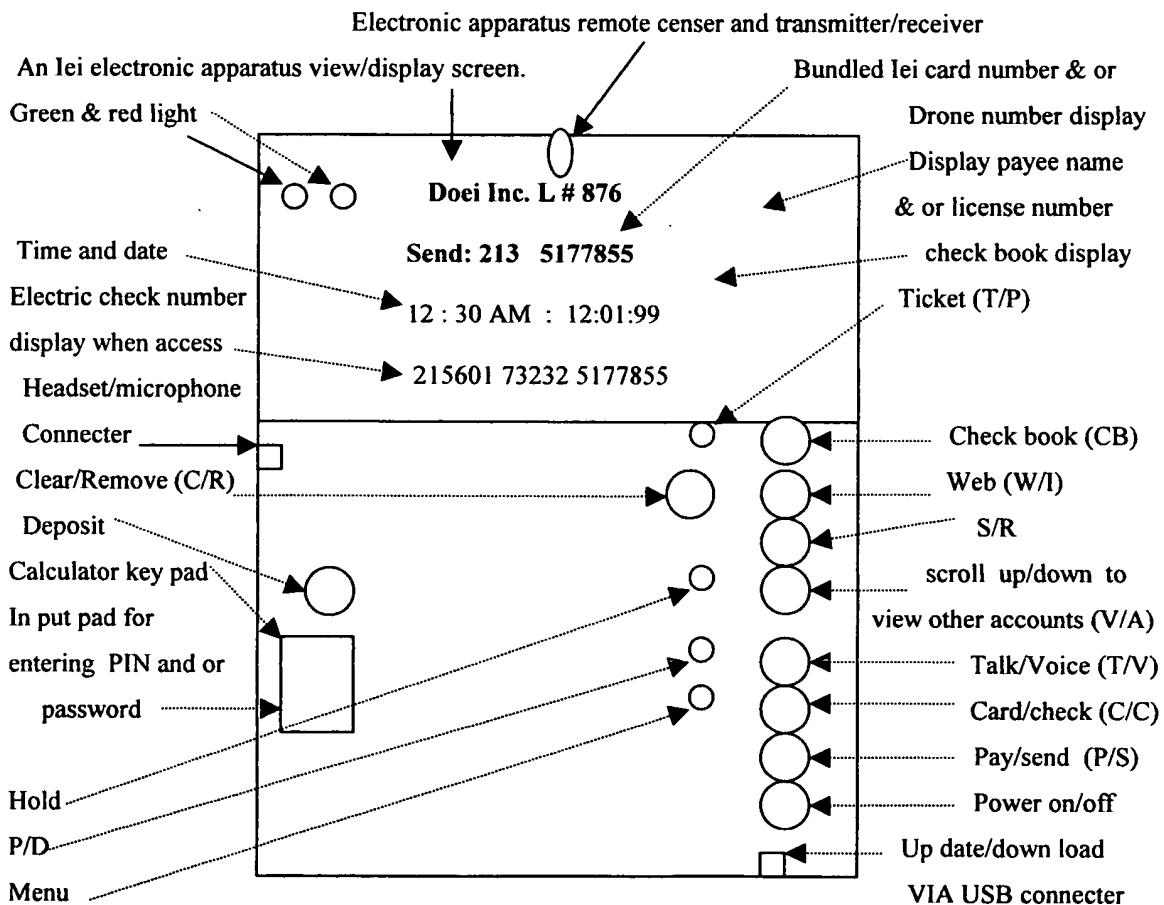 Electronic apparatus remote censer and transmitter/receiver
An Iei electronic apparatus view/display screen.
Bundled Iei card number & or
Green & red light
Drone number display
Display payee name
Doei Inc. L # 876
& or license number
Time and date
Send: 213 5177855
check book display
Electric check number
12 : 30 AM : 12:01:99
Ticket (T/P)
display when access
215601 73232 5177855
Headset/microphone
Connecter
Check book (CB)
Clear/Remove (C/R)
Web (W/I)
Deposit
S/R
Calculator key pad
scroll up/down to
In put pad for
view other accounts (V/A)
entering PIN and or
Talk/Voice (T/V)
password
Card/check (C/C)
Pay/send (P/S)
Hold
Power on/off
P/D
Up date/down load
Menu
VIA USB connecter